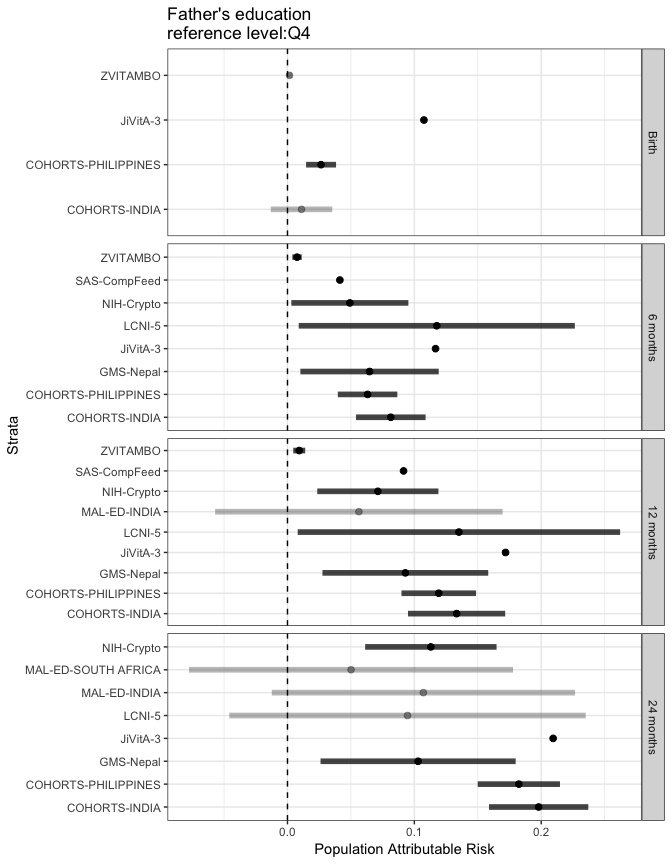 Father's education
reference level:Q4
ZVITAMBO
JiVitA-3
COHORTS-PHILIPPINES
COHORTS-INDIA
Birth
ZVITAMBO
SAS-CompFeed
NIH-Crypto
LCNI-5
JiVitA-3
GMS-Nepal
COHORTS-PHILIPPINES
COHORTS-INDIA
6 months
ZVITAMBO
SAS-CompFeed
NIH-Crypto
MAL-ED-INDIA
LCNI-5
JiVitA-3
GMS-Nepal
COHORTS-PHILIPPINES
COHORTS-INDIA
12 months
NIH-Crypto
MAL-ED-SOUTH AFRICA
MAL-ED-INDIA
LCNI-5
JiVitA-3
GMS-Nepal
COHORTS-PHILIPPINES
COHORTS-INDIA
24 months
Strata
0.0 0.1 0.2
Population Attributable Risk